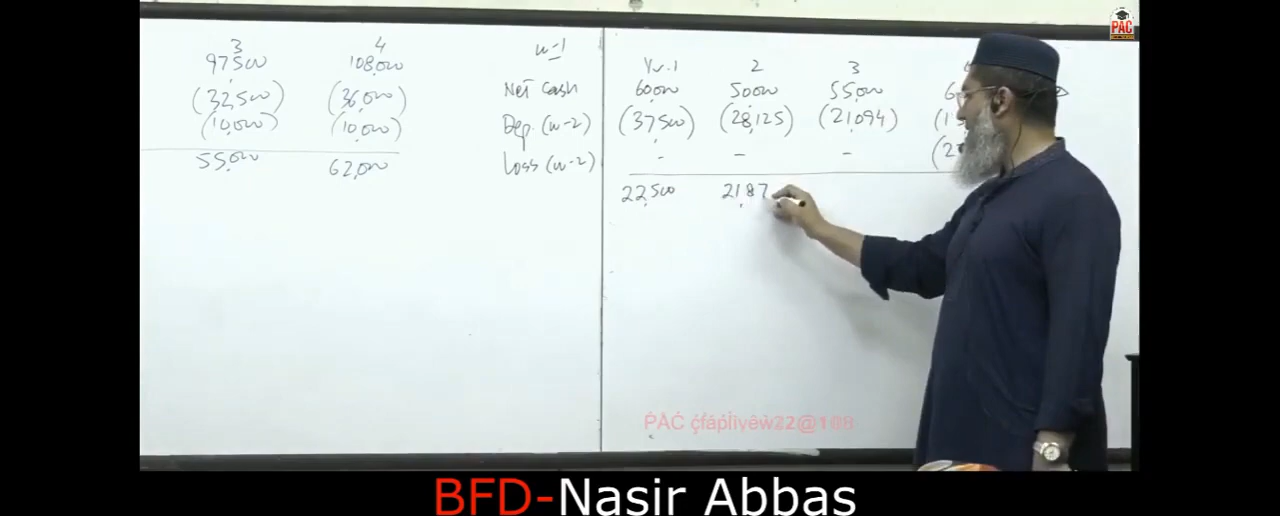 PAC
3 4
97,500 108,000
(32,500) (36,000)
(10,000) (10,000)
55,000 62,000
w-1
Yr.1 2 3
Net Cash 60,000 50,000 55,000
Dep. (w-2) (37,500) (28,125) (21,094)
Loss (w-2) - - -
22,500 2187
BFD-Nasir Abbas